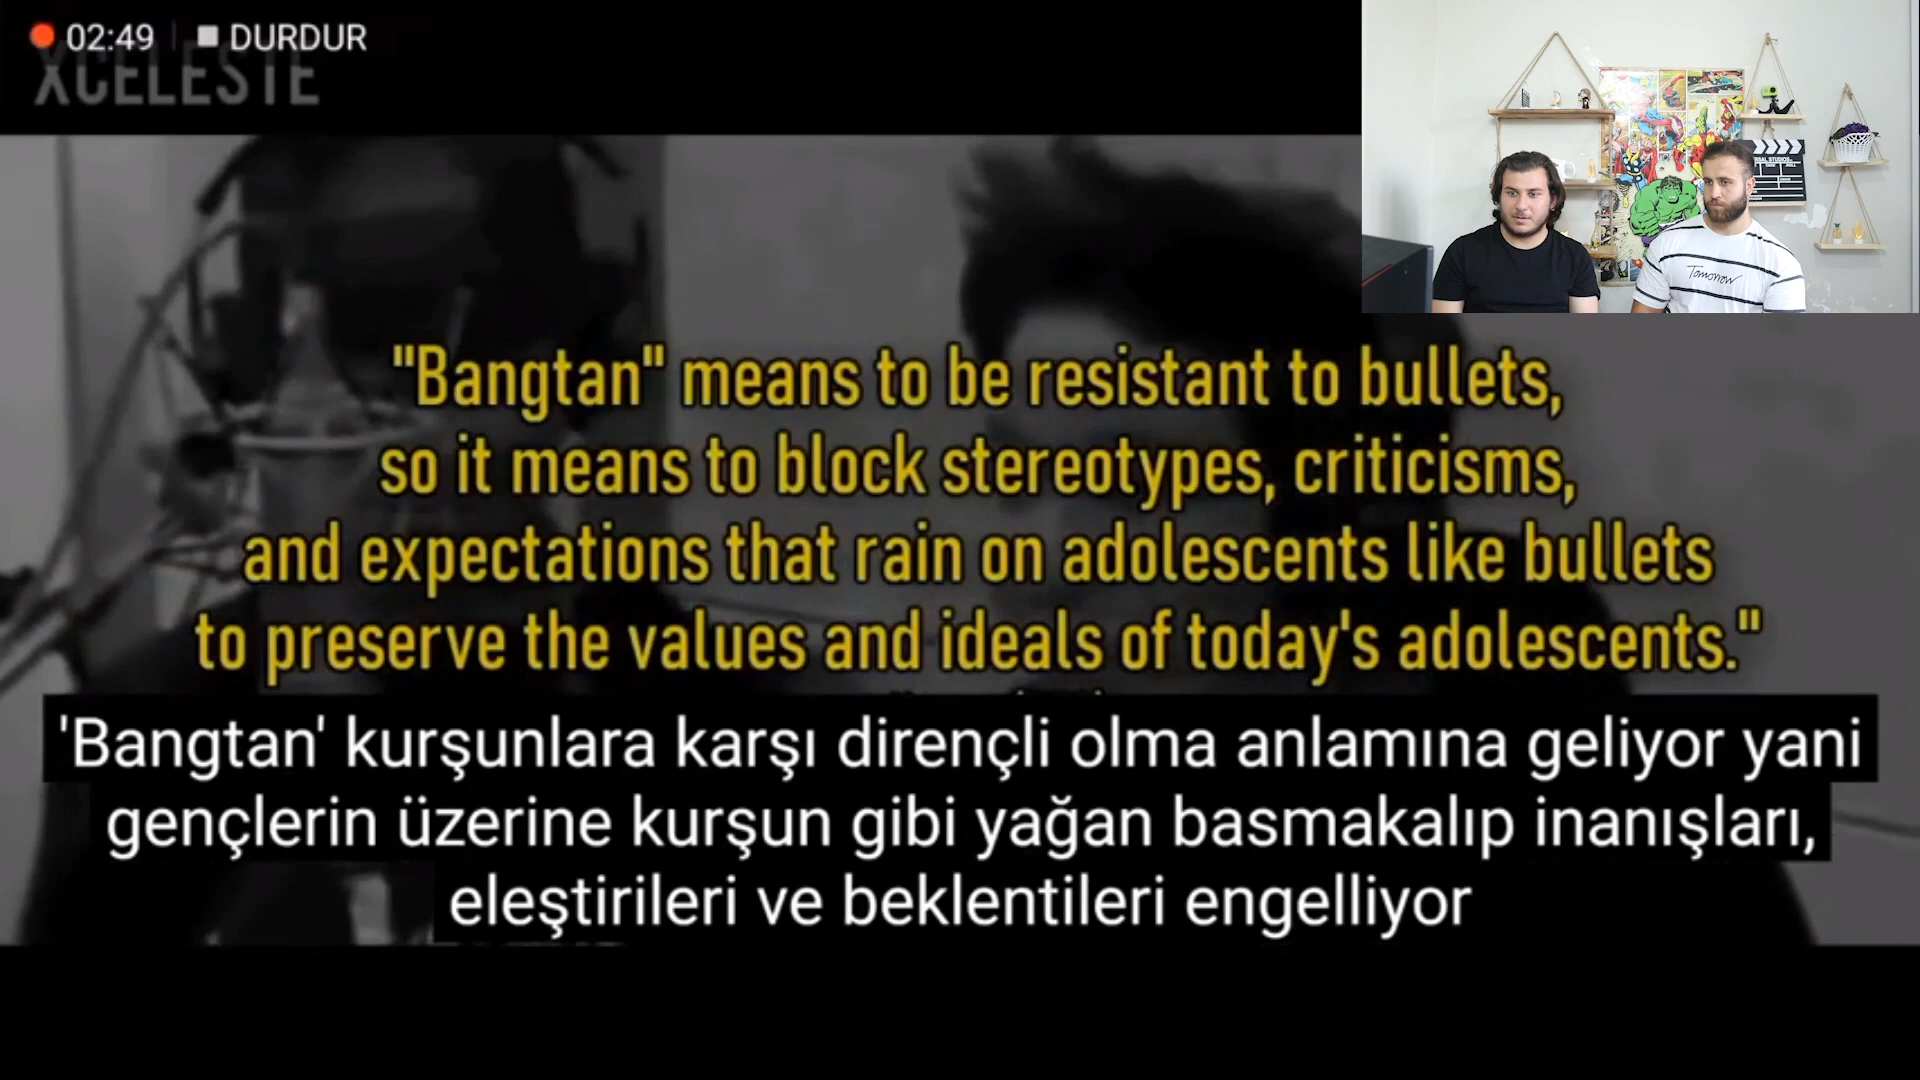 02:49 DURDUR
XCELESTE
"Bangtan" means to be resistant to bullets,
so it means to block stereotypes, criticisms,
and expectations that rain on adolescents like bullets
to preserve the values and ideals of today's adolescents."
'Bangtan' kurşunlara karşı dirençli olma anlamına geliyor yani
gençlerin üzerine kurşun gibi yağan basmakalıp inanışları,
eleştirileri ve beklentileri engelliyor
Tomorrow